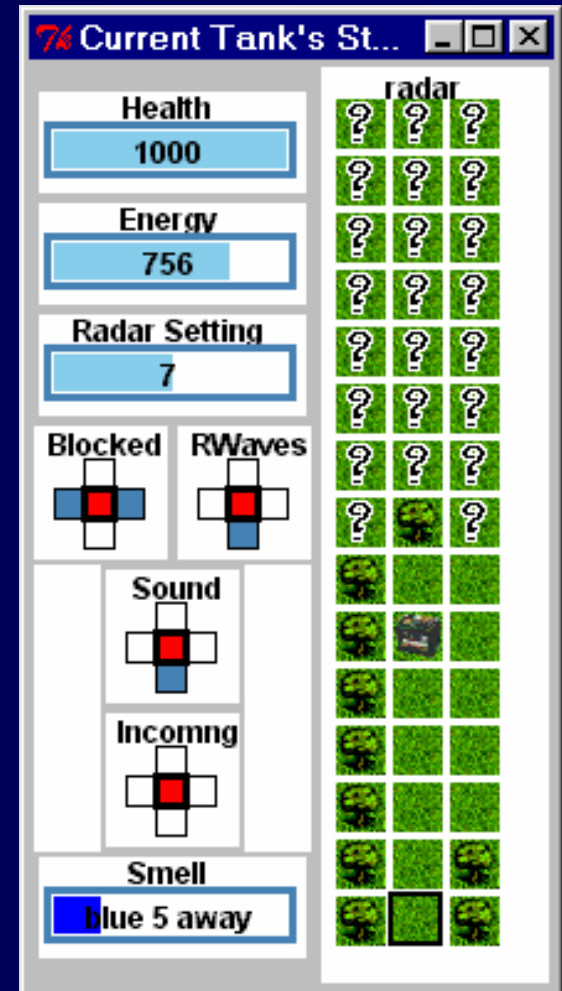 Current Tank's St...
Health
1000
Energy
756
Radar Setting
7
Blocked
RWaves
Sound
Incomng
Smell
blue 5 away
radar
? ? ?
? ? ?
? ? ?
? ? ?
? ? ?
? ? ?
? ? ?
? ?